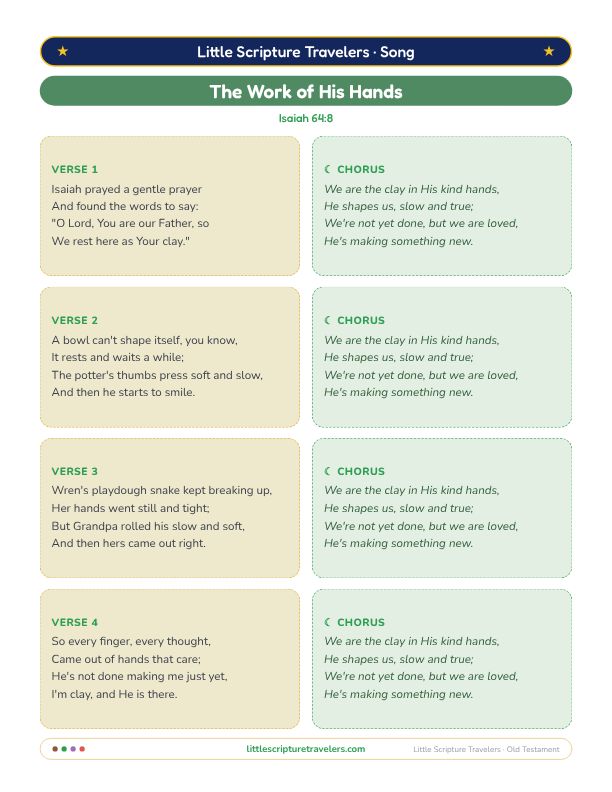 ★ Little Scripture Travelers · Song ★
The Work of His Hands
Isaiah 64:8
VERSE 1
Isaiah prayed a gentle prayer
And found the words to say:
"O Lord, You are our Father, so
We rest here as Your clay."
☾ CHORUS
We are the clay in His kind hands,
He shapes us, slow and true;
We're not yet done, but we are loved,
He's making something new.
VERSE 2
A bowl can't shape itself, you know,
It rests and waits a while;
The potter's thumbs press soft and slow,
And then he starts to smile.
☾ CHORUS
We are the clay in His kind hands,
He shapes us, slow and true;
We're not yet done, but we are loved,
He's making something new.
VERSE 3
Wren's playdough snake kept breaking up,
Her hands went still and tight;
But Grandpa rolled his slow and soft,
And then hers came out right.
☾ CHORUS
We are the clay in His kind hands,
He shapes us, slow and true;
We're not yet done, but we are loved,
He's making something new.
VERSE 4
So every finger, every thought,
Came out of hands that care;
He's not done making me just yet,
I'm clay, and He is there.
☾ CHORUS
We are the clay in His kind hands,
He shapes us, slow and true;
We're not yet done, but we are loved,
He's making something new.
littlescripturetravelers.com
Little Scripture Travelers · Old Testament